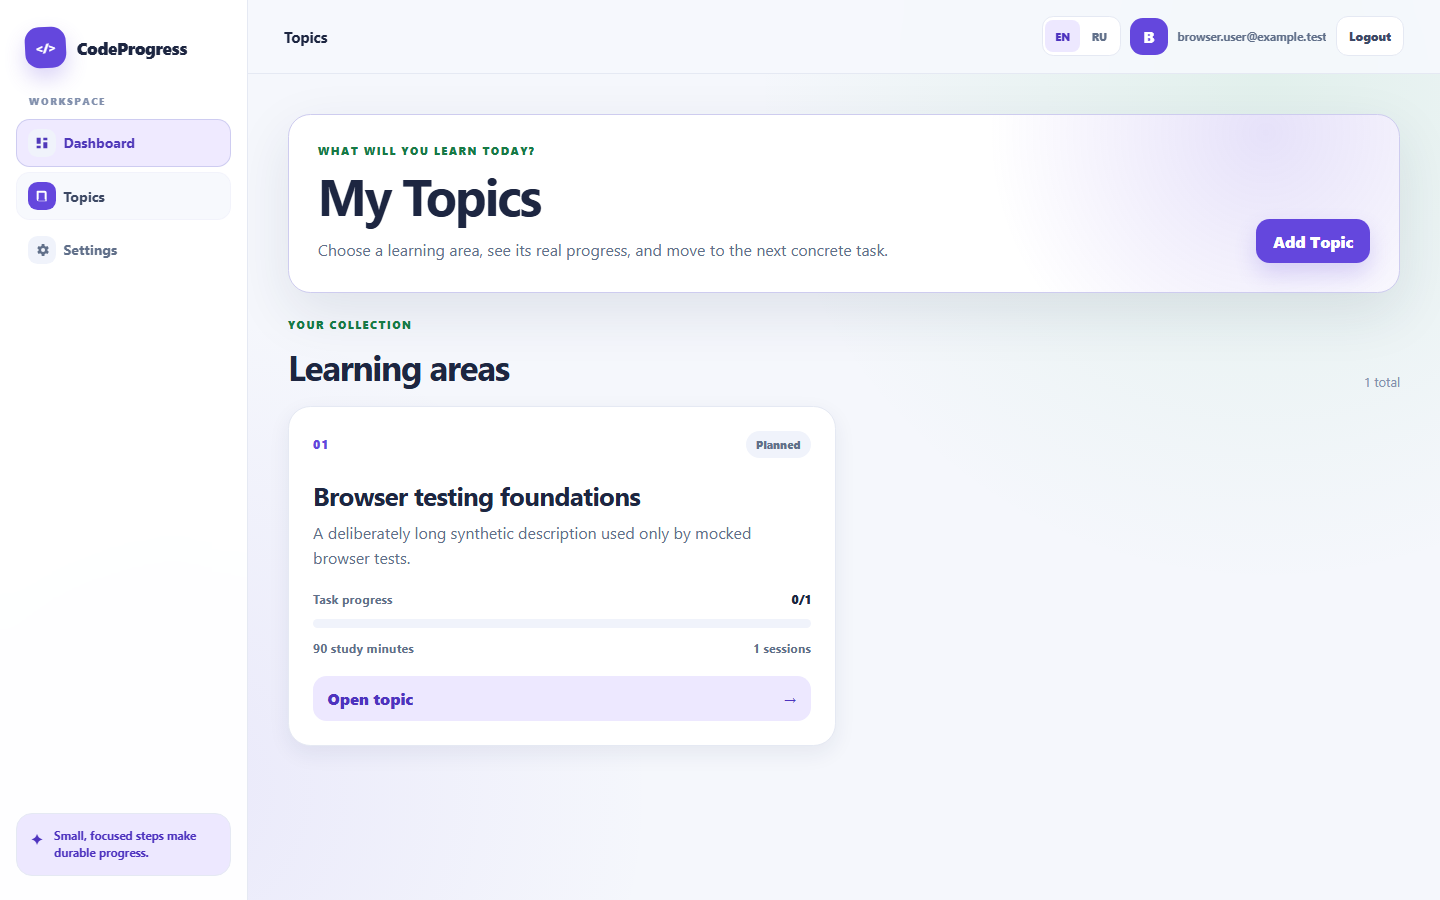 </> CodeProgress
WORKSPACE
Dashboard
Topics
Settings
Small, focused steps make
durable progress.
Topics
EN RU B browser.user@example.test Logout
WHAT WILL YOU LEARN TODAY?
My Topics
Choose a learning area, see its real progress, and move to the next concrete task.
Add Topic
YOUR COLLECTION
Learning areas
1 total
01 Planned
Browser testing foundations
A deliberately long synthetic description used only by mocked
browser tests.
Task progress 0/1
90 study minutes 1 sessions
Open topic →